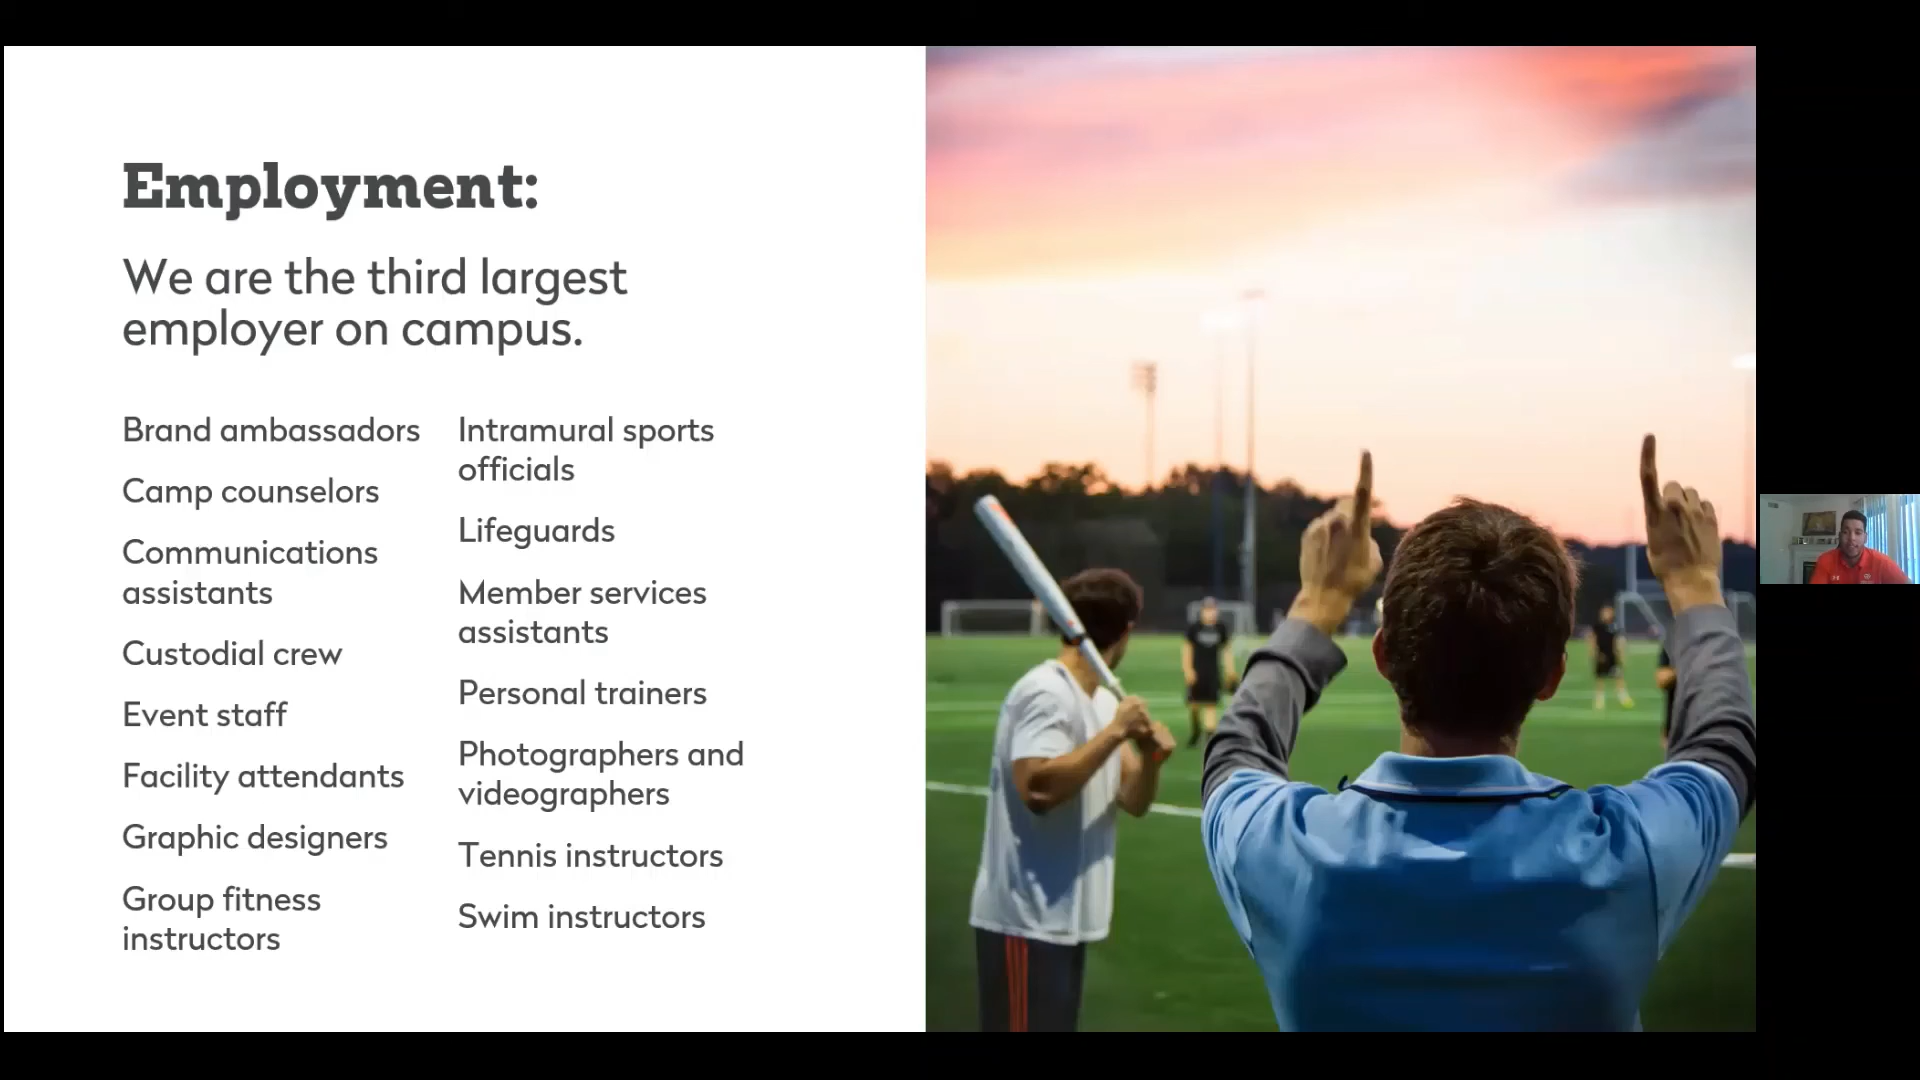 Employment:
We are the third largest
employer on campus.
Brand ambassadors
Camp counselors
Communications
assistants
Custodial crew
Event staff
Facility attendants
Graphic designers
Group fitness
instructors
Intramural sports
officials
Lifeguards
Member services
assistants
Personal trainers
Photographers and
videographers
Tennis instructors
Swim instructors